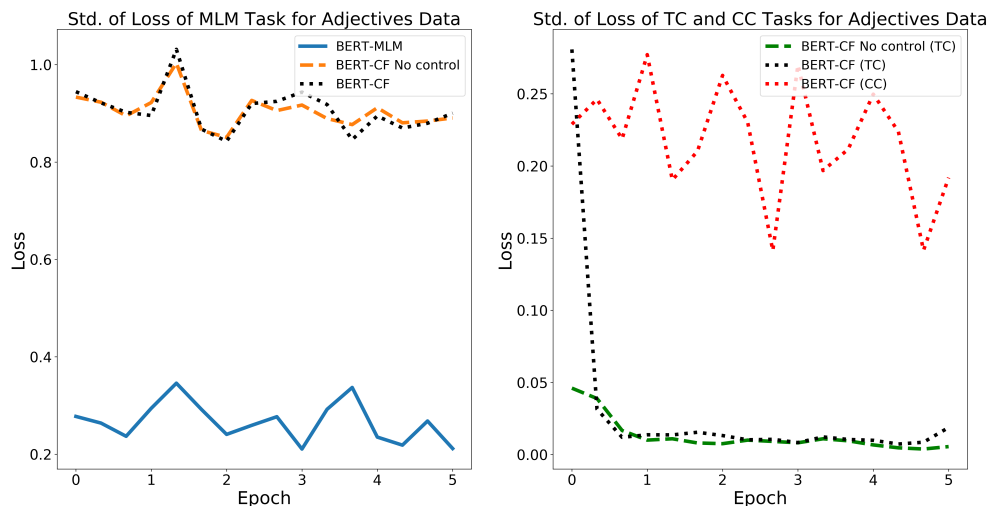 Std. of Loss of MLM Task for Adjectives Data
BERT-MLM
BERT-CF No control
BERT-CF
1.0
0.8
0.6
0.4
0.2
Loss
0 1 2 3 4 5
Epoch
Std. of Loss of TC and CC Tasks for Adjectives Data
BERT-CF No control (TC)
BERT-CF (TC)
BERT-CF (CC)
0.25
0.20
0.15
0.10
0.05
0.00
Loss
0 1 2 3 4 5
Epoch